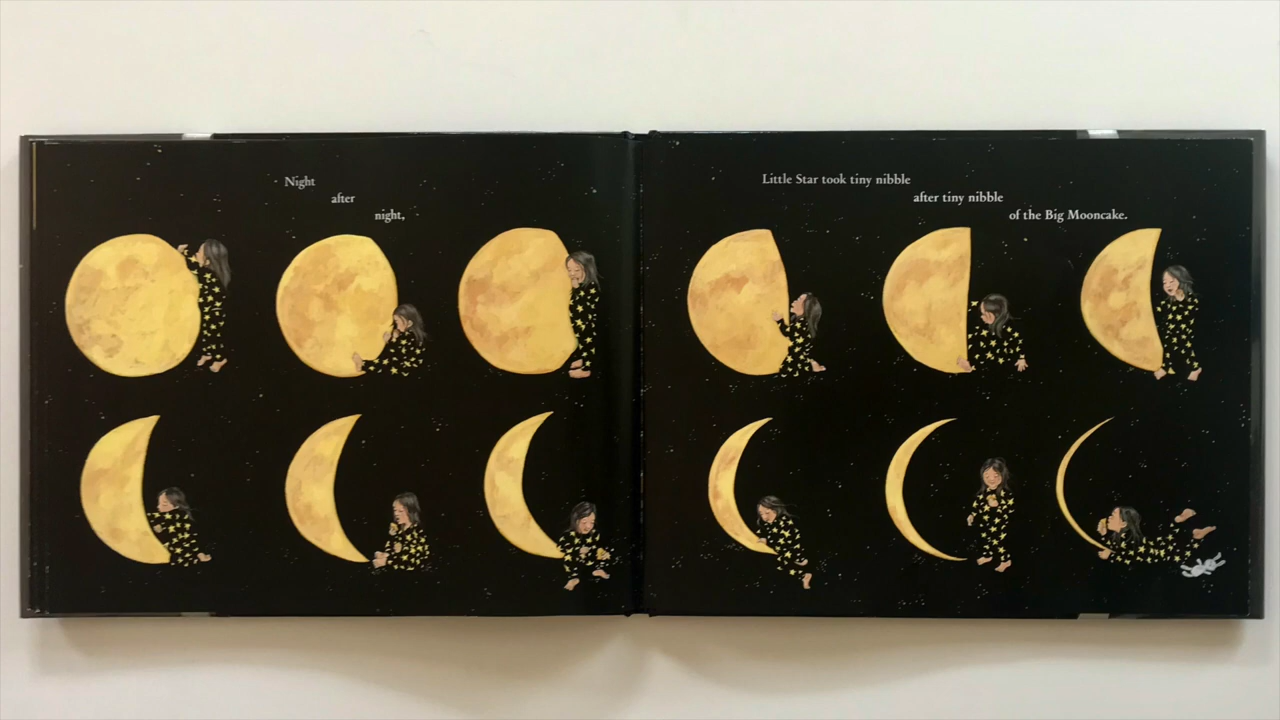 Night
after
night,
Little Star took tiny nibble
after tiny nibble
of the Big Mooncake.